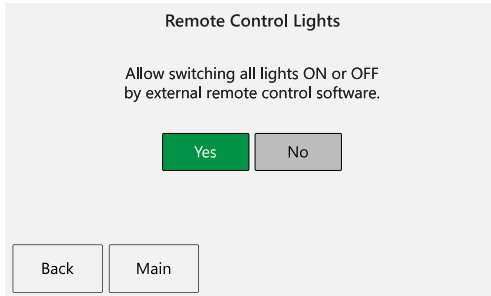 Remote Control Lights
Allow switching all lights ON or OFF
by external remote control software.
Yes No
Back Main